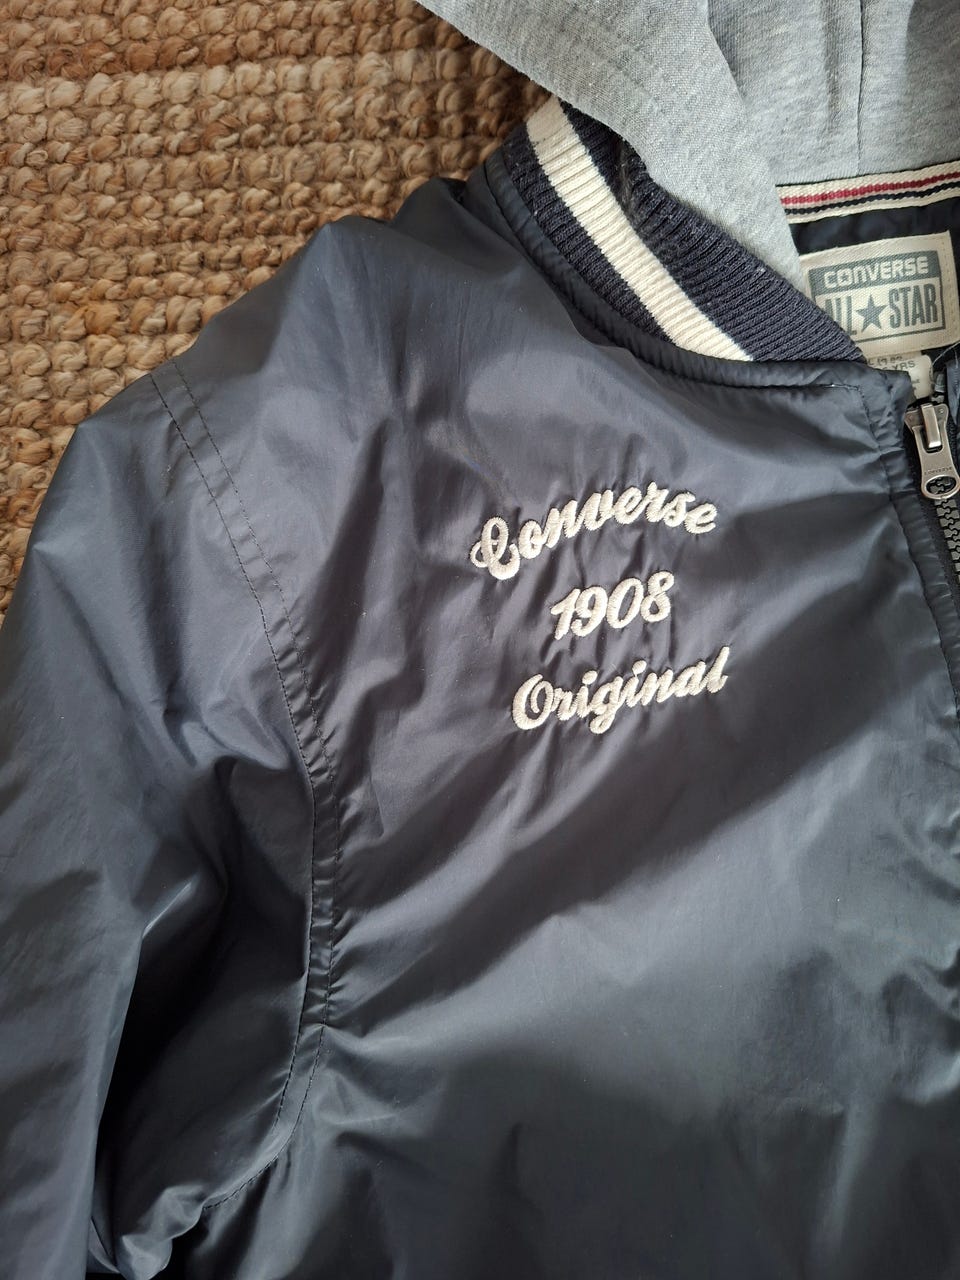 CONVERSE
ALL★STAR
Converse
1908
Original